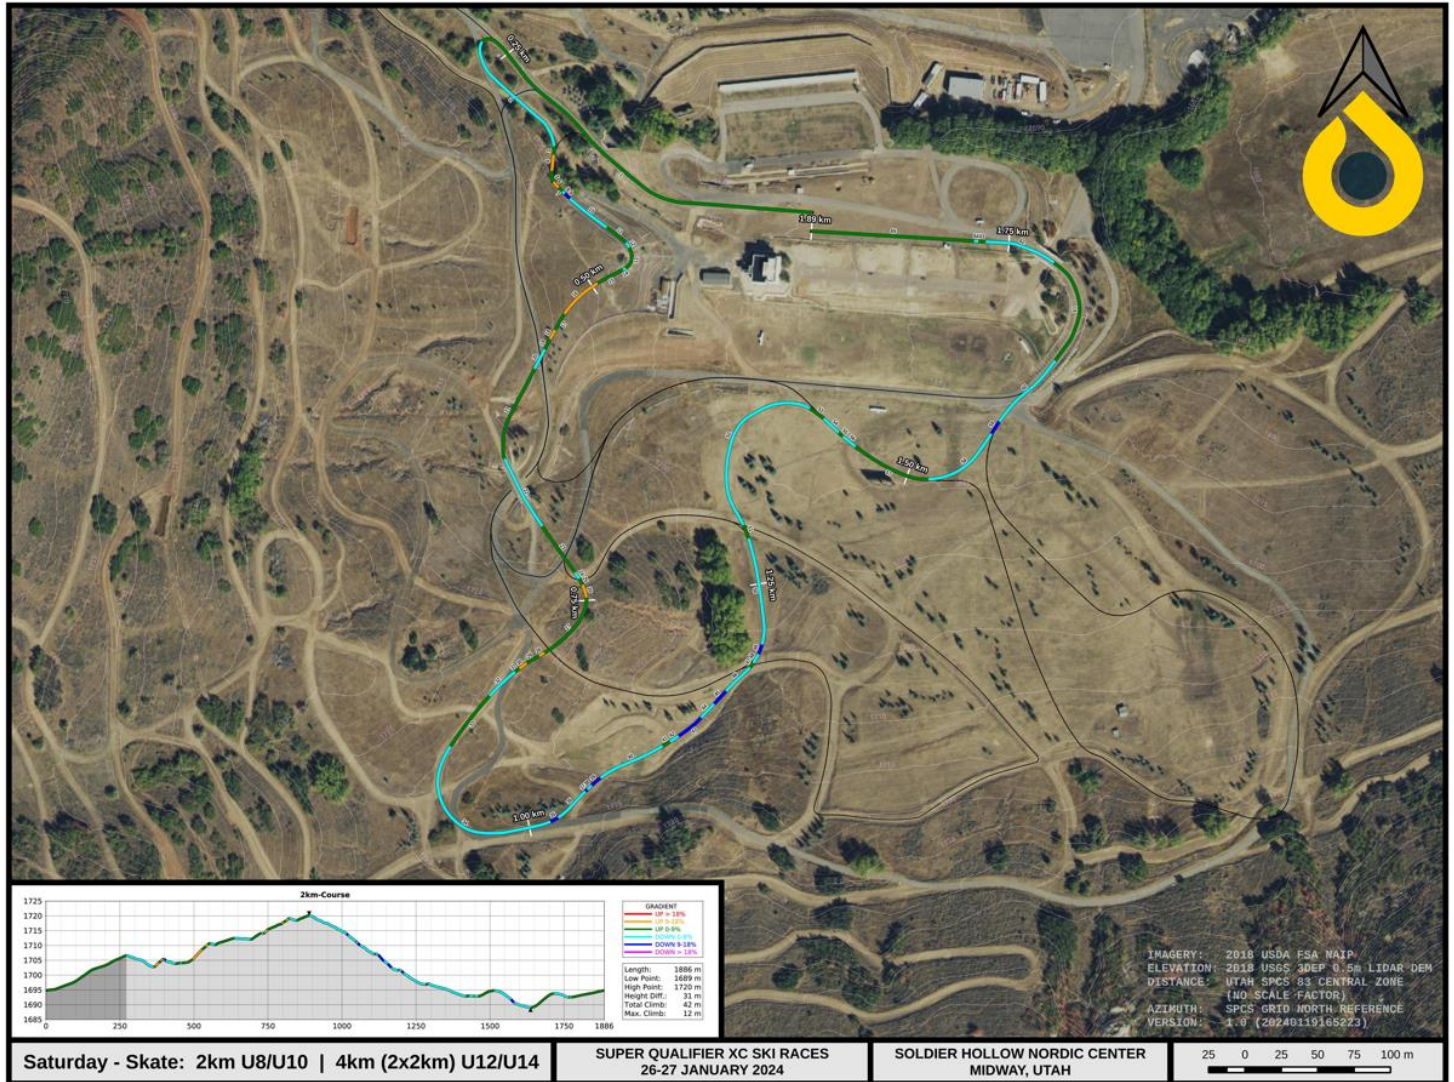 0.25 km
1.89 km
1.75 km
0.50 km
1.50 km
0.75 km
1.25 km
1.00 km
2km-Course
1725
1720
1715
1710
1705
1700
1695
1690
1685
0 250 500 750 1000 1250 1500 1750 1886
GRADIENT
UP > 18%
UP 9-18%
UP 0-9%
DOWN 0-9%
DOWN 9-18%
DOWN > 18%
Length: 1886 m
Low Point: 1689 m
High Point: 1720 m
Height Diff.: 31 m
Total Climb: 42 m
Max. Climb: 12 m
IMAGERY: 2018 USDA FSA NAIP
ELEVATION: 2018 USGS 3DEP 0.5m LIDAR DEM
DISTANCE: UTAH SPCS 83 CENTRAL ZONE
(NO SCALE FACTOR)
AZIMUTH: SPCS GRID NORTH REFERENCE
VERSION: 1.0 (20240119165223)
Saturday - Skate: 2km U8/U10 | 4km (2x2km) U12/U14
SUPER QUALIFIER XC SKI RACES
26-27 JANUARY 2024
SOLDIER HOLLOW NORDIC CENTER
MIDWAY, UTAH
25 0 25 50 75 100 m